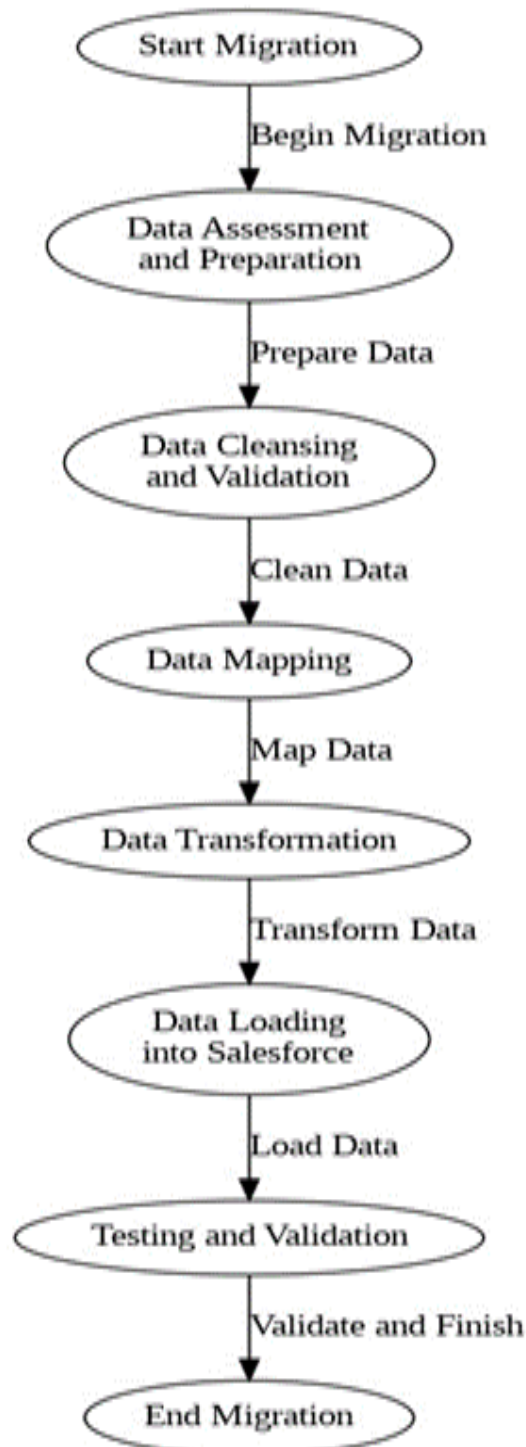 Start Migration
Begin Migration
Data Assessment
and Preparation
Prepare Data
Data Cleansing
and Validation
Clean Data
Data Mapping
Map Data
Data Transformation
Transform Data
Data Loading
into Salesforce
Load Data
Testing and Validation
Validate and Finish
End Migration